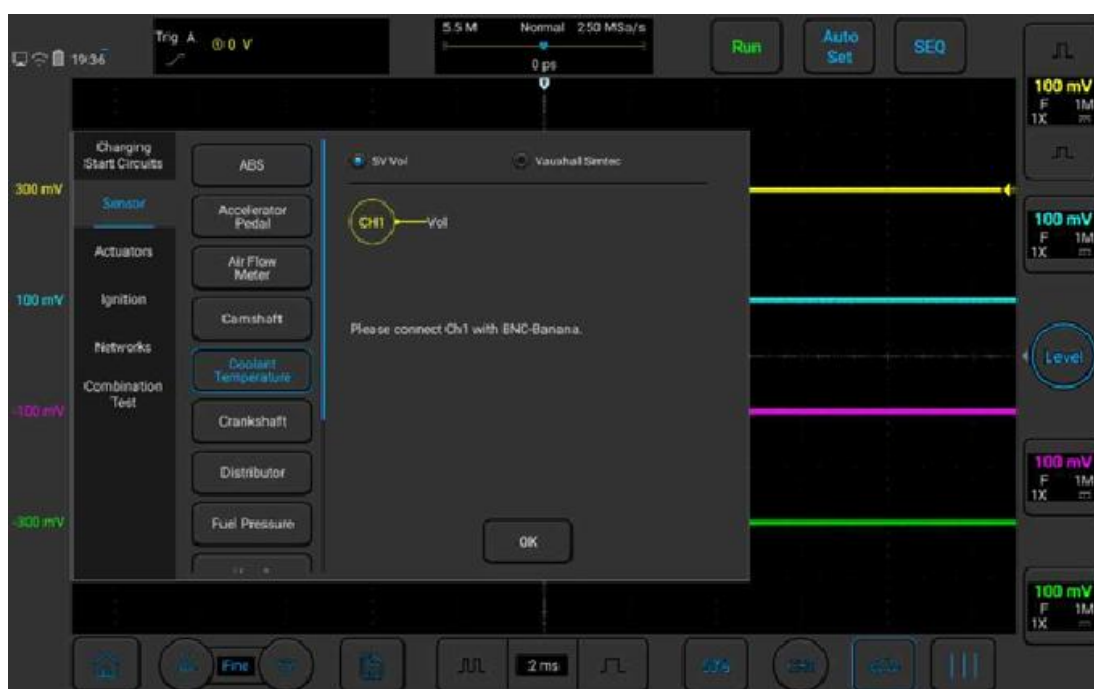 5.5 M Normal 250 MSa/s
Trig A ①:0 V
19:36
Run
Auto
Set
SEQ
0 ps
100 mV
F 1M
1X
Charging
Start Circuits
ABS
5V Vol
Vauxhall Simtec
300 mV
Sensor
Accelerator
Pedal
CH1
Vol
100 mV
F 1M
1X
Actuators
Air Flow
Meter
100 mV
Ignition
Camshaft
Please connect Ch1 with BNC-Banana.
Networks
Coolant
Temperature
Level
Combination
Test
-100 mV
Crankshaft
Distributor
100 mV
F 1M
1X
-300 mV
Fuel Pressure
OK
100 mV
F 1M
1X
Fine
2 ms